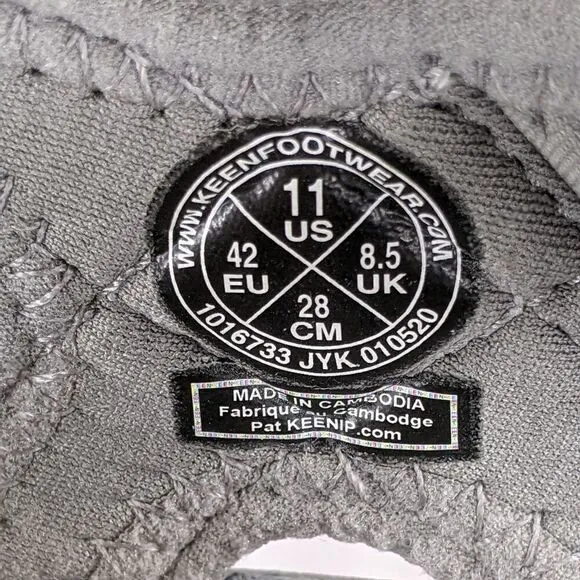 WWW.KEENFOOTWEAR.COM
11
US
42
EU
8.5
UK
28
CM
1016733 JYK 010520
MADE IN CAMBODIA
Fabrique au Cambodge
Pat KEENIP.com